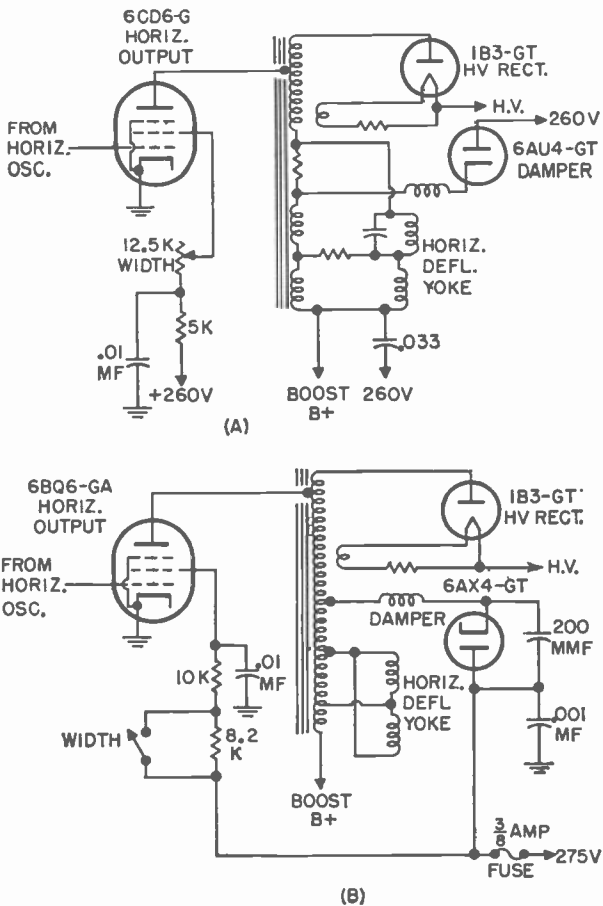 6CD6-G
HORIZ.
OUTPUT
1B3-GT
HV RECT.
H.V.
FROM
HORIZ.
OSC.
260V
6AU4-GT
DAMPER
12.5K
WIDTH
HORIZ.
DEFL.
YOKE
5K
.01
MF
.033
+260V
BOOST
B+
260V
(A)
6BQ6-GA
HORIZ.
OUTPUT
1B3-GT
HV RECT.
FROM
HORIZ.
OSC.
H.V.
6AX4-GT
DAMPER
200
MMF
10K
.01
MF
HORIZ.
DEFL
YOKE
.001
MF
WIDTH
8.2
K
BOOST
B+
3/8 AMP
FUSE
275V
(B)